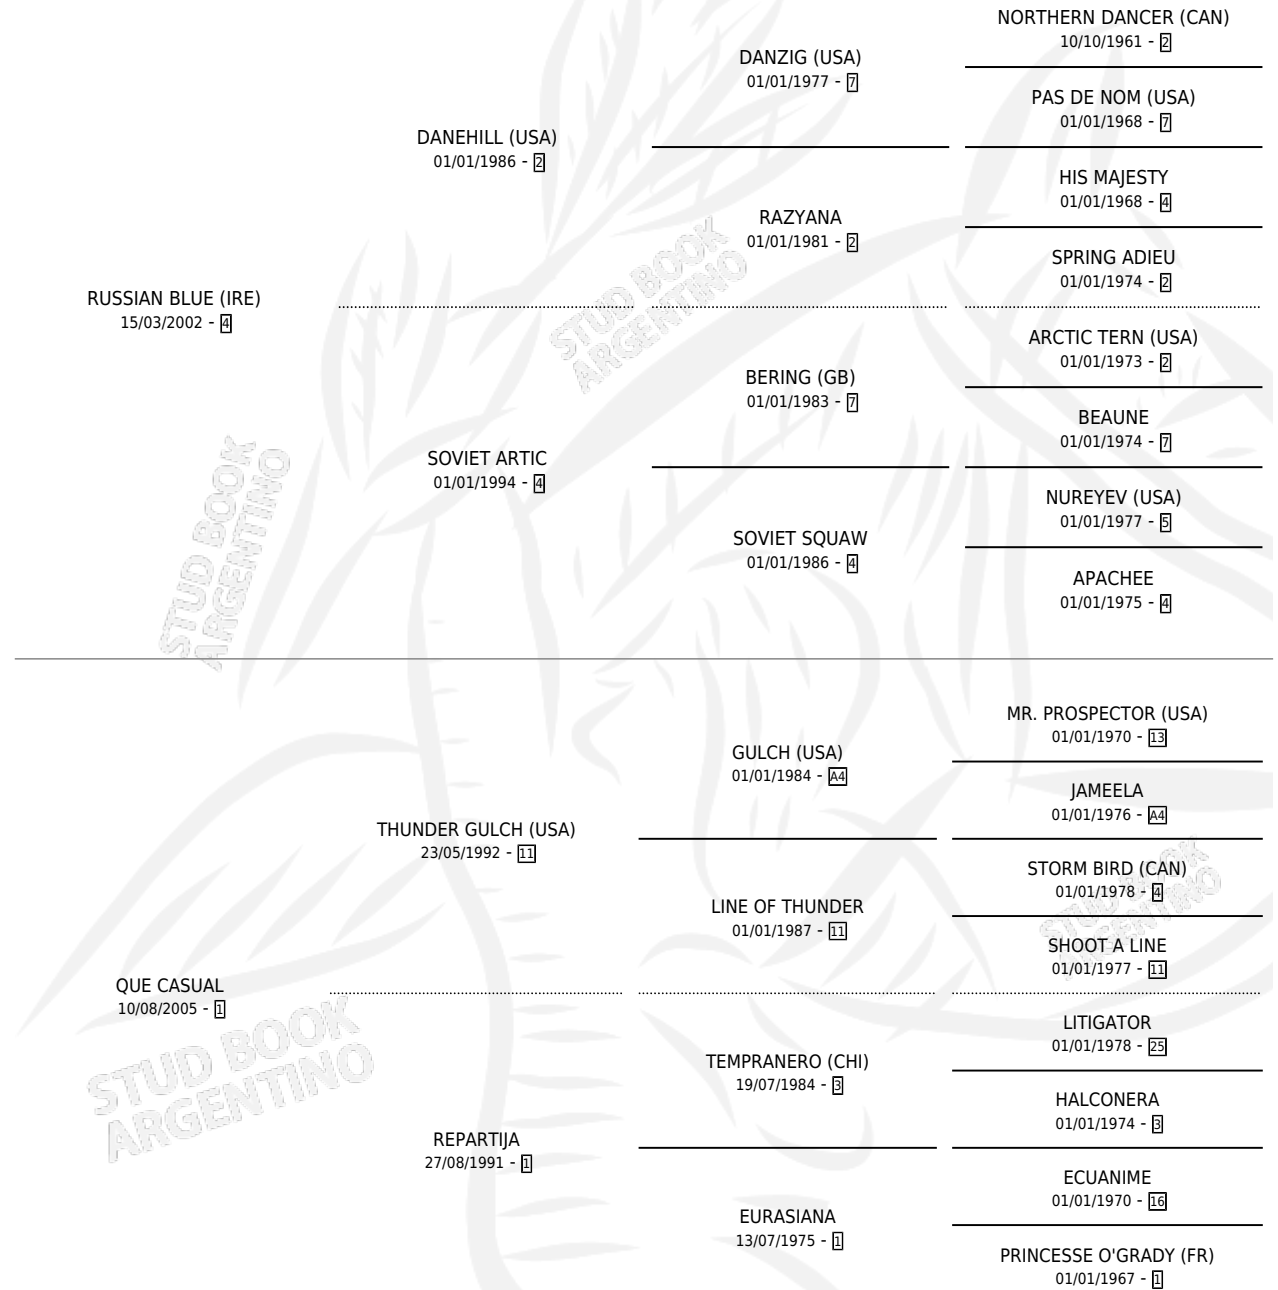 NORTHERN DANCER (CAN)
10/10/1961 - 2
DANZIG (USA)
01/01/1977 - 7
PAS DE NOM (USA)
01/01/1968 - 7
DANEHILL (USA)
01/01/1986 - 2
HIS MAJESTY
01/01/1968 - 4
RAZYANA
01/01/1981 - 2
SPRING ADIEU
01/01/1974 - 2
RUSSIAN BLUE (IRE)
15/03/2002 - 4
STUD BOOK
ARGENTINO
ARCTIC TERN (USA)
01/01/1973 - 2
BERING (GB)
01/01/1983 - 7
BEAUNE
01/01/1974 - 7
SOVIET ARTIC
01/01/1994 - 4
NUREYEV (USA)
01/01/1977 - 5
SOVIET SQUAW
01/01/1986 - 4
APACHEE
01/01/1975 - 4
STUD BOOK
ARGENTINO
MR. PROSPECTOR (USA)
01/01/1970 - 13
GULCH (USA)
01/01/1984 - A4
JAMEELA
01/01/1976 - A4
THUNDER GULCH (USA)
23/05/1992 - 11
STORM BIRD (CAN)
01/01/1978 - 4
LINE OF THUNDER
01/01/1987 - 11
STUD BOOK
ARGENTINO
SHOOT A LINE
01/01/1977 - 11
QUE CASUAL
10/08/2005 - 1
LITIGATOR
01/01/1978 - 25
STUD BOOK
ARGENTINO
TEMPRANERO (CHI)
19/07/1984 - 3
HALCONERA
01/01/1974 - 3
REPARTIJA
27/08/1991 - 1
ECUANIME
01/01/1970 - 16
EURASIANA
13/07/1975 - 1
PRINCESSE O'GRADY (FR)
01/01/1967 - 1